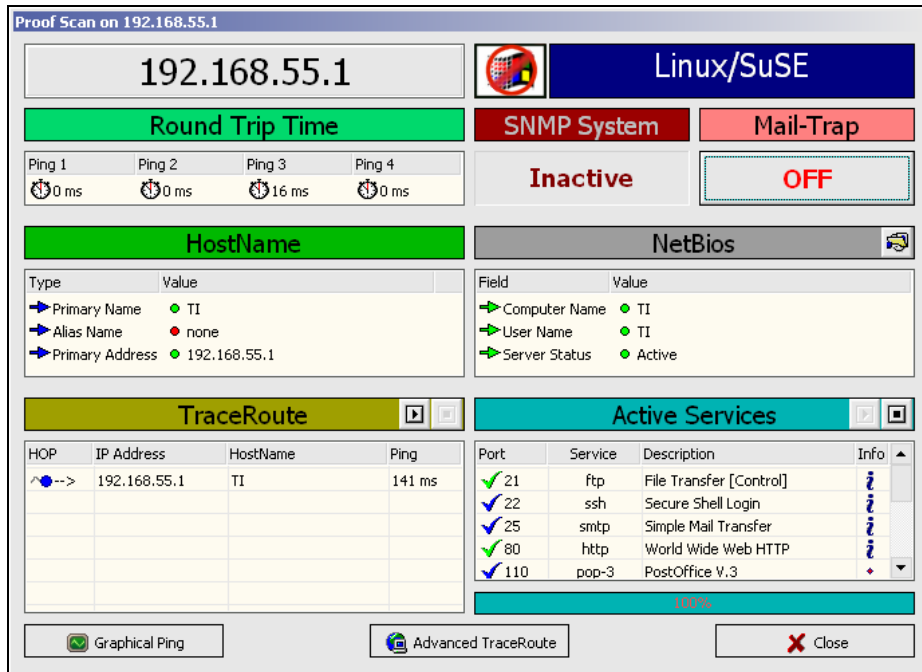 Proof Scan on 192.168.55.1
192.168.55.1
Linux/SuSE
Round Trip Time
SNMP System
Mail-Trap
Ping 1 Ping 2 Ping 3 Ping 4
0 ms 0 ms 16 ms 0 ms
Inactive
OFF
HostName
Type Value
Primary Name TI
Alias Name none
Primary Address 192.168.55.1
NetBios
Field Value
Computer Name TI
User Name TI
Server Status Active
TraceRoute
HOP IP Address HostName Ping
--> 192.168.55.1 TI 141 ms
Active Services
Port Service Description Info
21 ftp File Transfer [Control] i
22 ssh Secure Shell Login i
25 smtp Simple Mail Transfer i
80 http World Wide Web HTTP i
110 pop-3 PostOffice V.3
100%
Graphical Ping
Advanced TraceRoute
Close